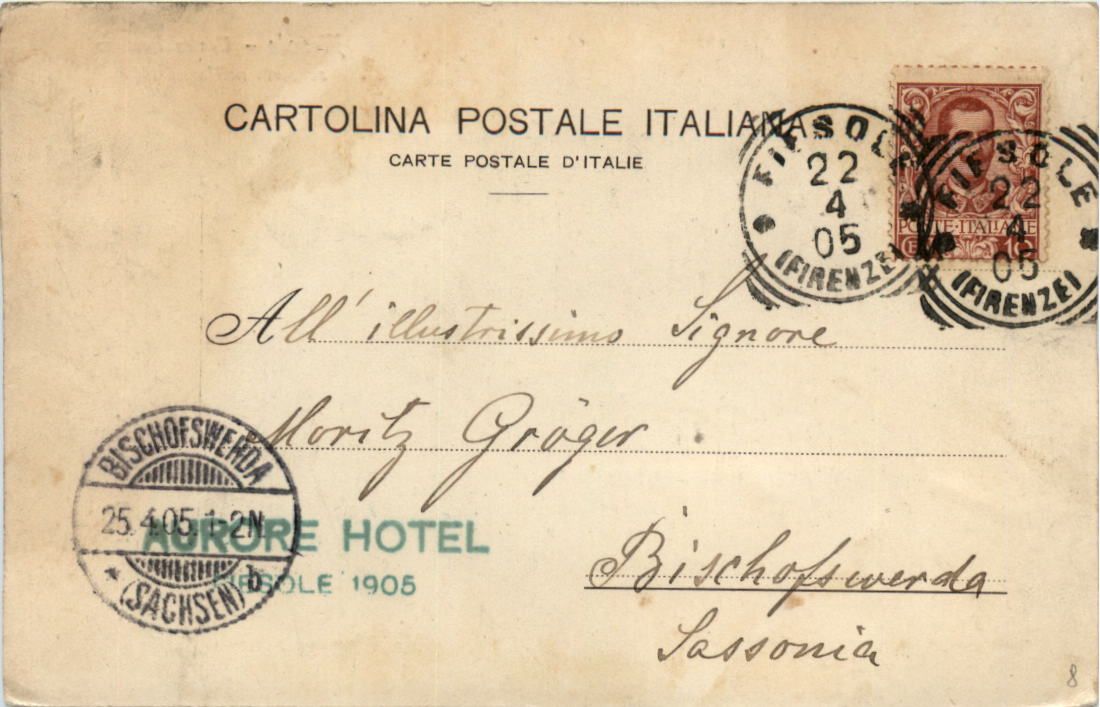 CARTOLINA POSTALE ITALIANA
CARTE POSTALE D'ITALIE
FIESOLE
22
4
05
(FIRENZE)
POSTE·ITALIANE
10
FIESOLE
22
4
05
(FIRENZE)
All' illustrissimo Signore
Moritz Gröger
BISCHOFSWERDA
25.4.05.1-2N.
* (SACHSEN) b
AURORE HOTEL
FIESOLE 1905
Bischofswerda
Sassonia
8